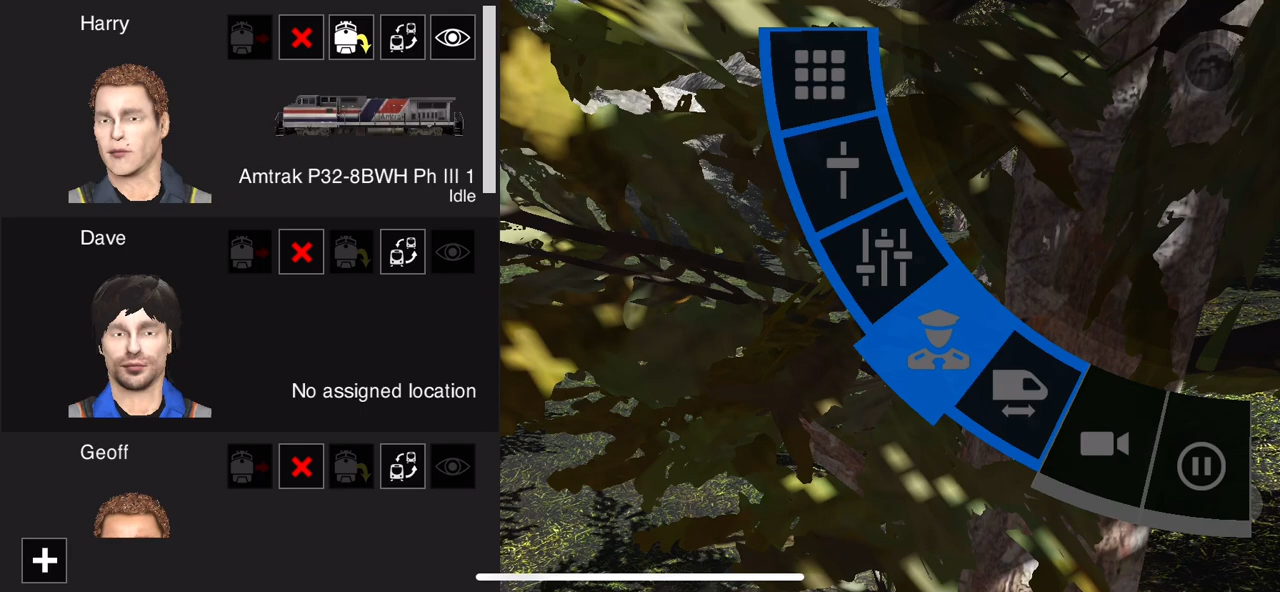 Harry
Amtrak P32-8BWH Ph III 1
Idle
Dave
No assigned location
Geoff